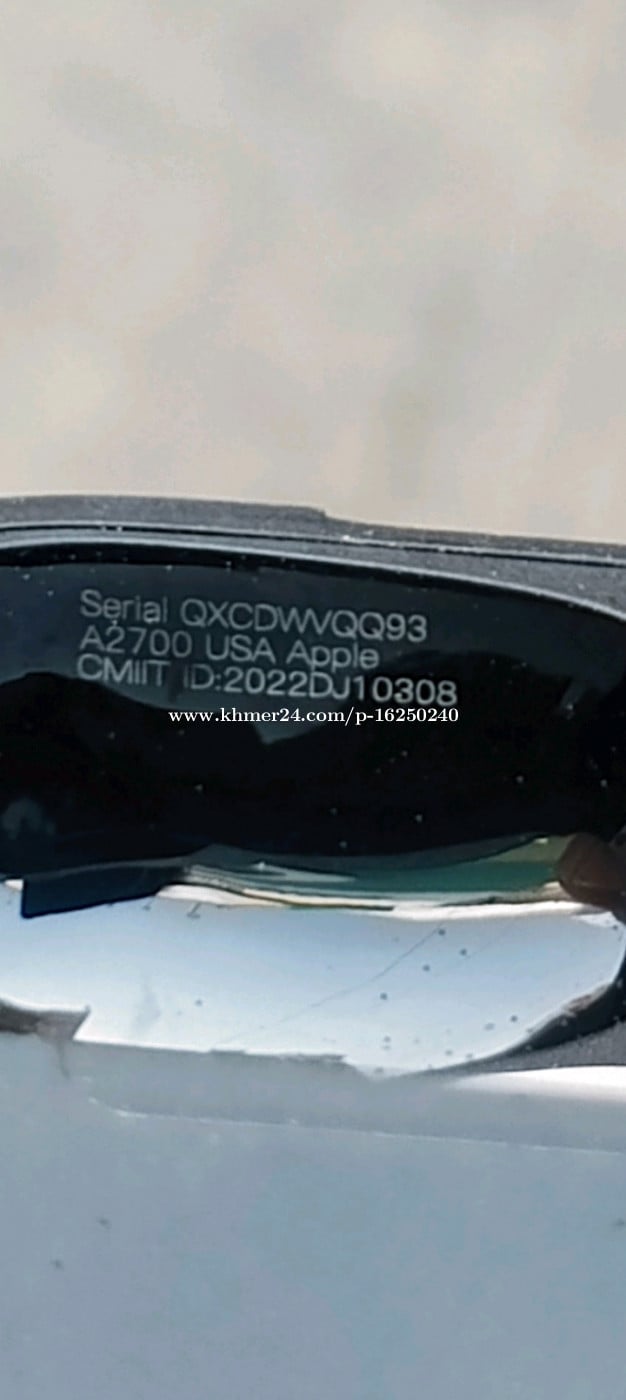 Serial QXCDWVQQ93
A2700 USA Apple
CMIIT ID:2022DJ10308
www.khmer24.com/p-16250240